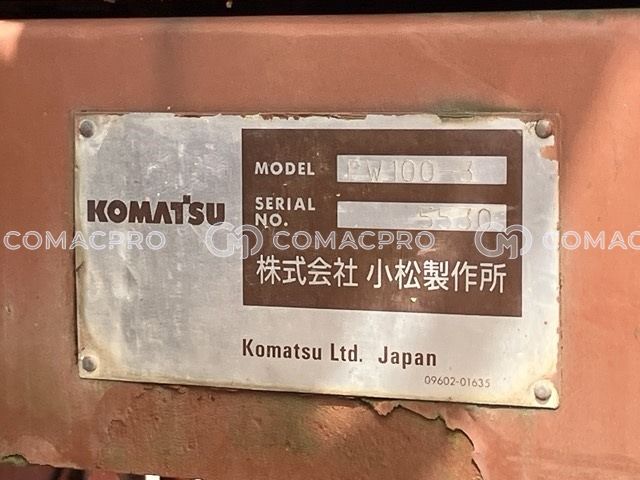 KOMATSU
MODEL PW100-3
SERIAL NO. 5530
株式会社 小松製作所
Komatsu Ltd. Japan
09602-01635
COMACPRO COMACPRO COMAC